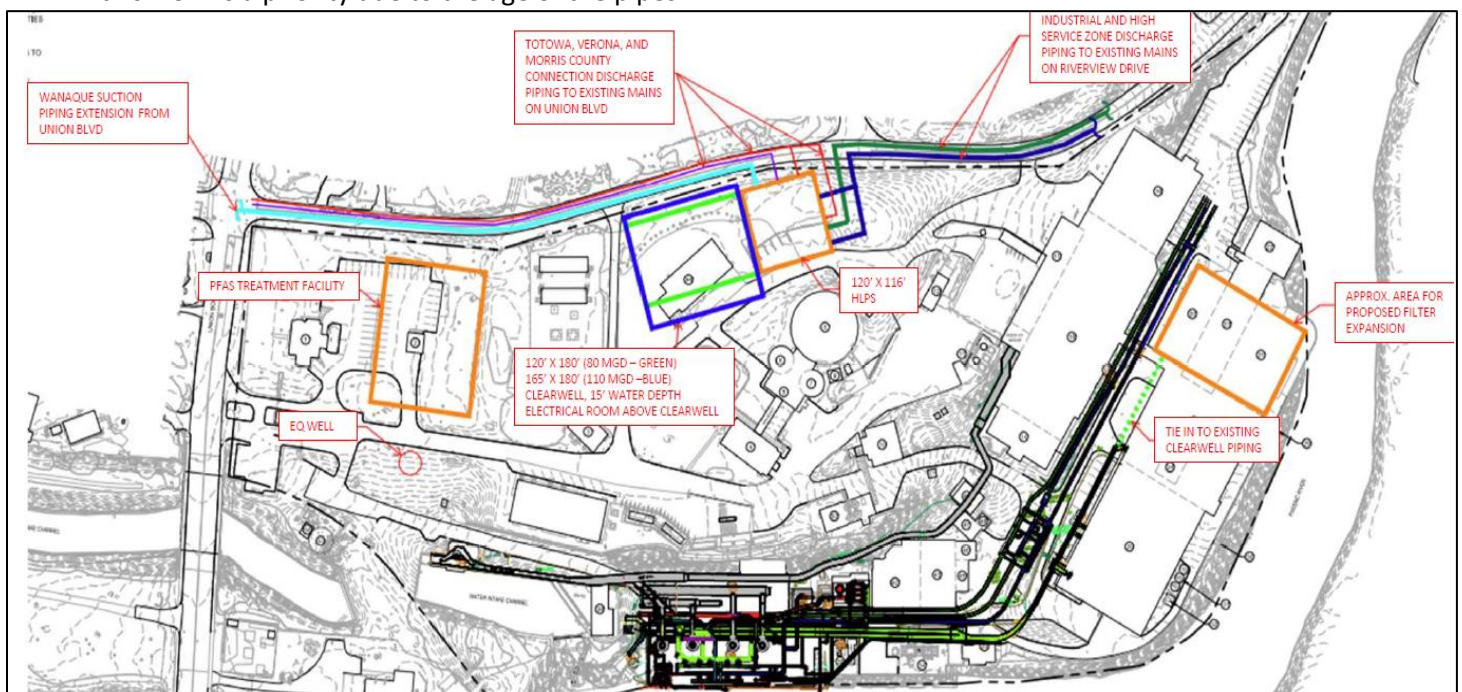 TIES
TO
WANAQUE SUCTION
PIPING EXTENSION FROM
UNION BLVD
TOTOWA, VERONA, AND
MORRIS COUNTY
CONNECTION DISCHARGE
PIPING TO EXISTING MAINS
ON UNION BLVD
INDUSTRIAL AND HIGH
SERVICE ZONE DISCHARGE
PIPING TO EXISTING MAINS
ON RIVERVIEW DRIVE
PFAS TREATMENT FACILITY
120' X 116'
HLPS
APPROX. AREA FOR
PROPOSED FILTER
EXPANSION
120' X 180' (80 MGD – GREEN)
165' X 180' (110 MGD –BLUE)
CLEARWELL, 15' WATER DEPTH
ELECTRICAL ROOM ABOVE CLEARWELL
EQ WELL
TIE IN TO EXISTING
CLEARWELL PIPING
WATER INTAKE CHANNEL